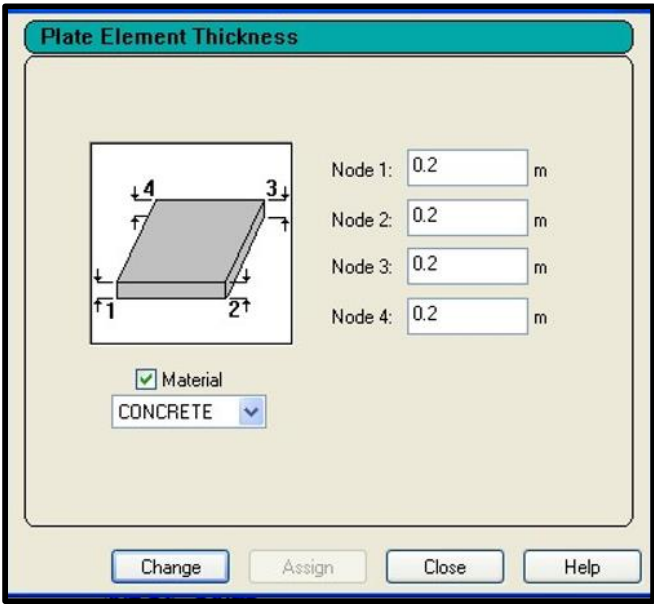 Plate Element Thickness
4
3
1
2
Node 1: 0.2 m
Node 2: 0.2 m
Node 3: 0.2 m
Node 4: 0.2 m
Material
CONCRETE
Change Assign Close Help